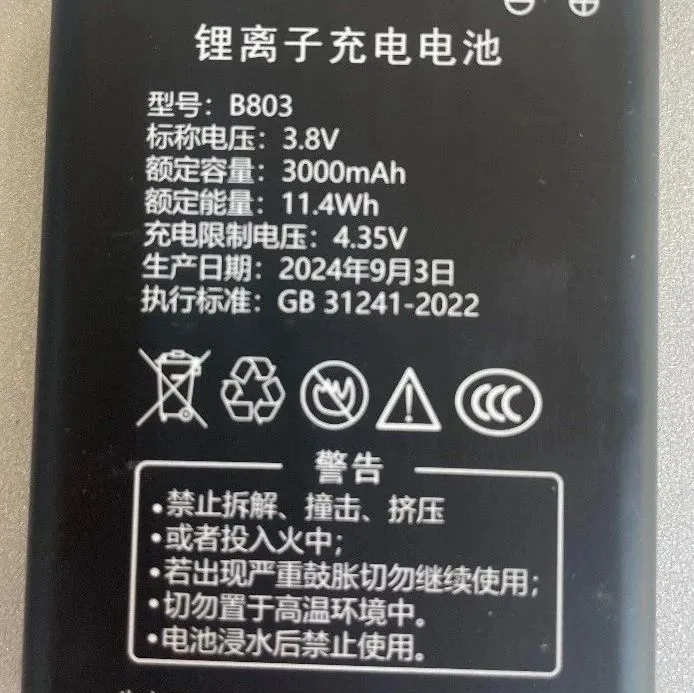 锂离子充电电池
型号：B803
标称电压：3.8V
额定容量：3000mAh
额定能量：11.4Wh
充电限制电压：4.35V
生产日期：2024年9月3日
执行标准：GB 31241-2022
CCC
警告
•禁止拆解、撞击、挤压
•或者投入火中；
•若出现严重鼓胀切勿继续使用；
•切勿置于高温环境中。
•电池浸水后禁止使用。